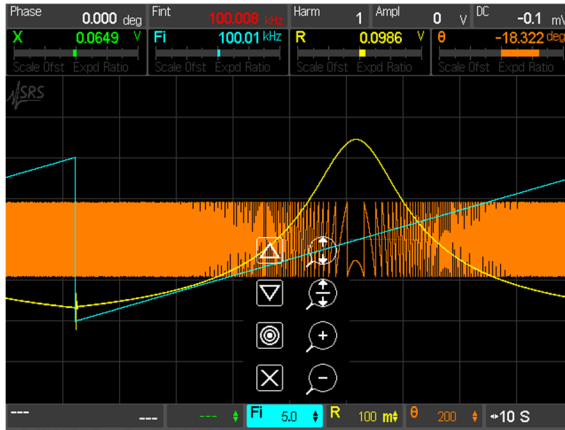 Phase 0.000 deg Fint 100.008 kHz Harm 1 Ampl 0 V DC -0.1 mV
X 0.0649 V Fi 100.01 kHz R 0.0986 V θ -18.322 deg
Scale Ofst Expd Ratio Scale Ofst Expd Ratio Scale Ofst Expd Ratio Scale Ofst Expd Ratio
SRS
--- --- --- Fi 5.0 R 100 m θ 200 10 S